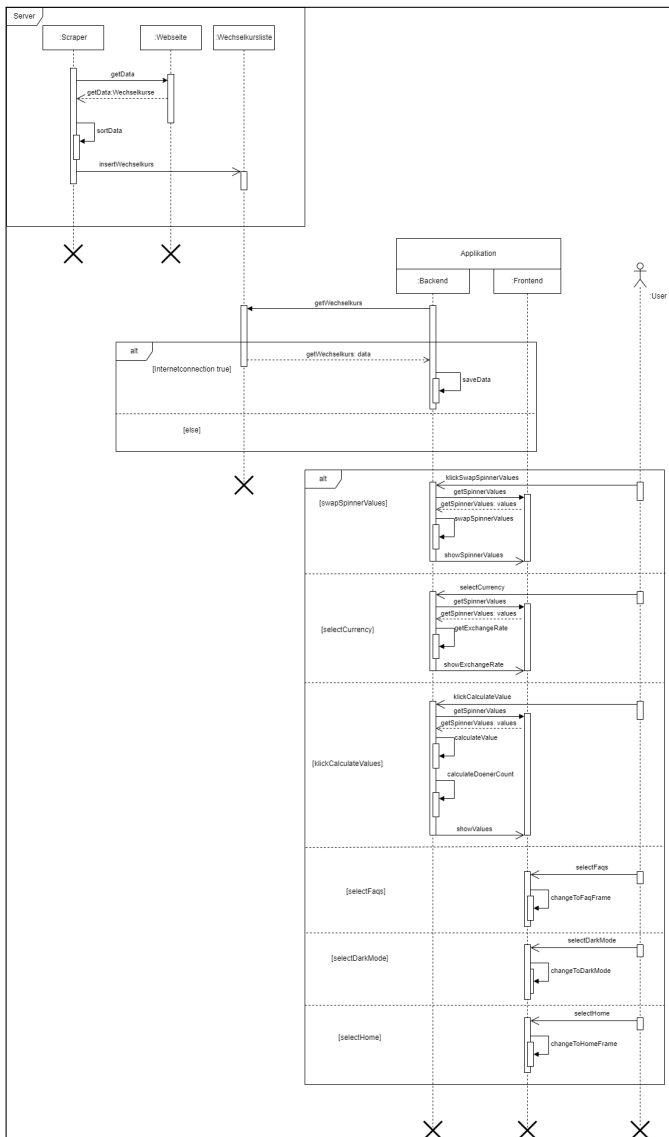 Server
:Scraper
:Webseite
:Wechselkursliste
getData
getData:Wechselkurse
sortData
insertWechselkurs
Applikation
:Backend
:Frontend
:User
getWechselkurs
alt
getWechselkurs: data
[Internetconnection true]
saveData
[else]
alt
klickSwapSpinnerValues
getSpinnerValues
[swapSpinnerValues]
getSpinnerValues: values
swapSpinnerValues
showSpinnerValues
selectCurrency
getSpinnerValues
getSpinnerValues: values
[selectCurrency]
getExchangeRate
showExchangeRate
klickCalculateValue
getSpinnerValues
getSpinnerValues: values
calculateValue
[klickCalculateValues]
calculateDoenerCount
showValues
selectFaqs
[selectFaqs]
changeToFaqFrame
selectDarkMode
[selectDarkMode]
changeToDarkMode
selectHome
[selectHome]
changeToHomeFrame